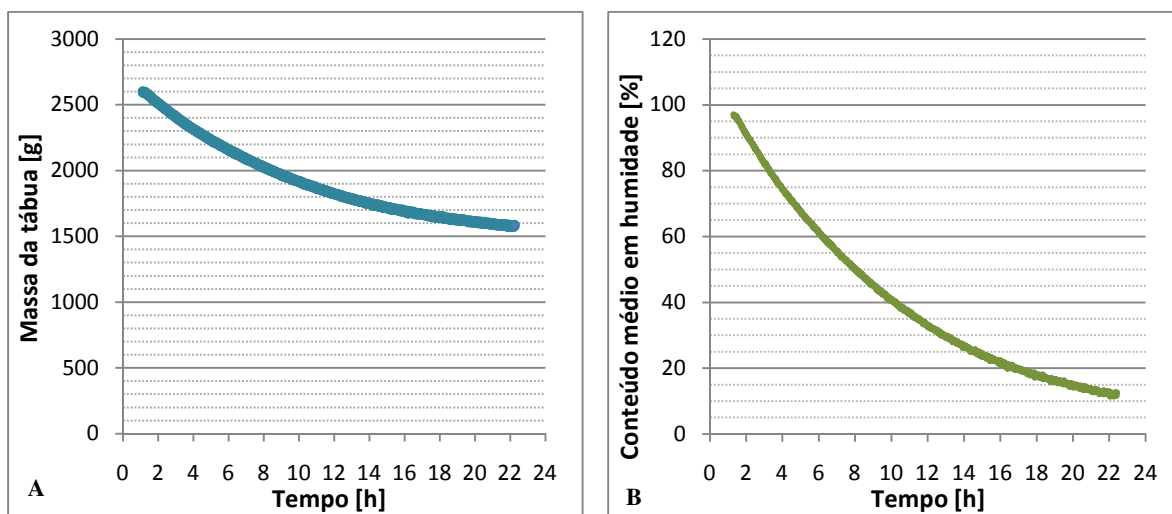 3000
2500
2000
1500
1000
500
0
0 2 4 6 8 10 12 14 16 18 20 22 24
Massa da tábua [g]
Tempo [h]
A
120
100
80
60
40
20
0
0 2 4 6 8 10 12 14 16 18 20 22 24
Conteúdo médio em humidade [%]
Tempo [h]
B